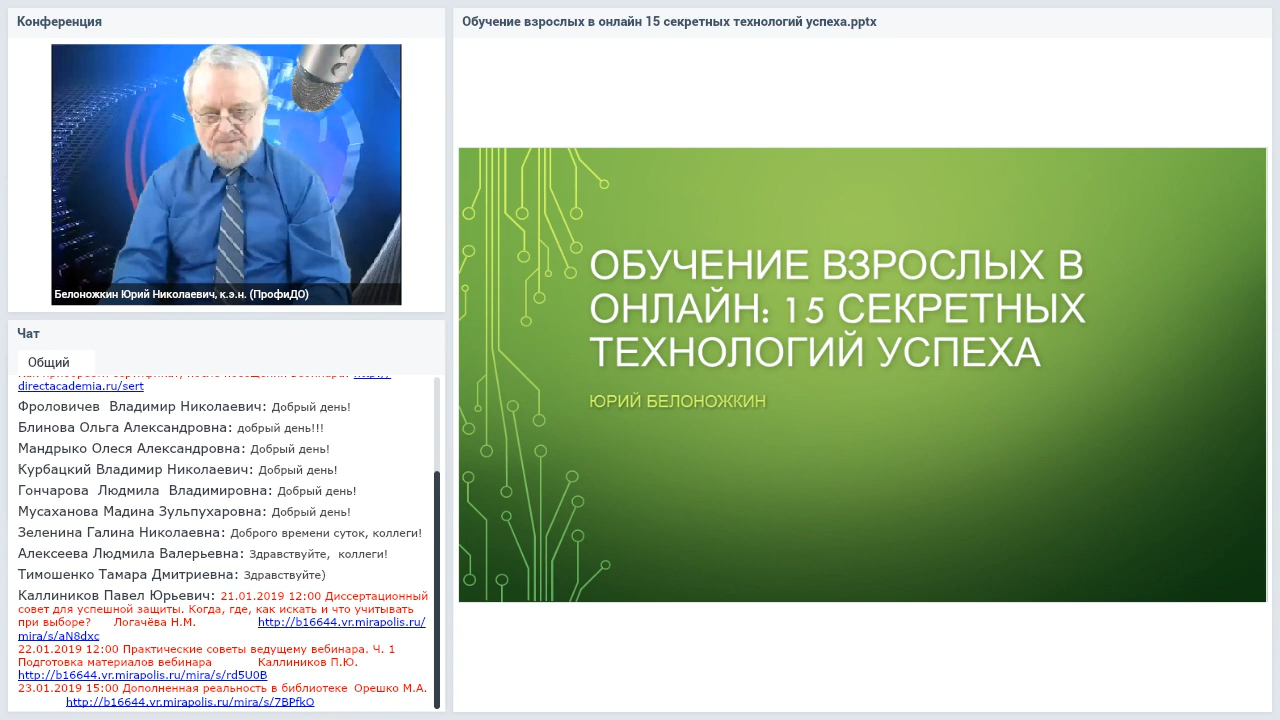 Конференция
Белоножкин Юрий Николаевич, к.э.н. (ПрофиДО)
Чат
Общий
directacademia.ru/sert
Фроловичев Владимир Николаевич: Добрый день!
Блинова Ольга Александровна: добрый день!!!
Мандрыко Олеся Александровна: Добрый день!
Курбацкий Владимир Николаевич: Добрый день!
Гончарова Людмила Владимировна: Добрый день!
Мусаханова Мадина Зульпухаровна: Добрый день!
Зеленина Галина Николаевна: Доброго времени суток, коллеги!
Алексеева Людмила Валерьевна: Здравствуйте, коллеги!
Тимошенко Тамара Дмитриевна: Здравствуйте)
Каллиников Павел Юрьевич: 21.01.2019 12:00 Диссертационный
совет для успешной защиты. Когда, где, как искать и что учитывать
при выборе? Логачёва Н.М. http://b16644.vr.mirapolis.ru/
mira/s/aN8dxc
22.01.2019 12:00 Практические советы ведущему вебинара. Ч. 1
Подготовка материалов вебинара Каллиников П.Ю.
http://b16644.vr.mirapolis.ru/mira/s/rd5U0B
23.01.2019 15:00 Дополненная реальность в библиотеке Орешко М.А.
http://b16644.vr.mirapolis.ru/mira/s/7BPfkO
Обучение взрослых в онлайн 15 секретных технологий успеха.pptx
ОБУЧЕНИЕ ВЗРОСЛЫХ В
ОНЛАЙН: 15 СЕКРЕТНЫХ
ТЕХНОЛОГИЙ УСПЕХА
ЮРИЙ БЕЛОНОЖКИН